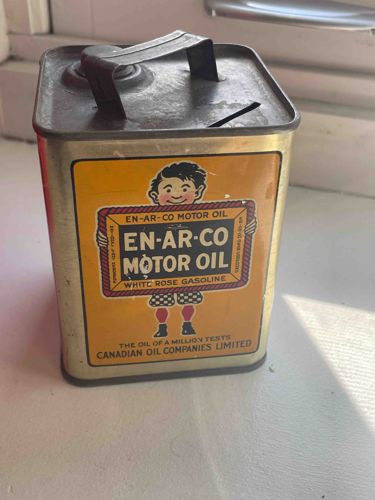 EN-AR-CO MOTOR OIL
EN-AR-CO
MOTOR OIL
WHITE ROSE GASOLINE
THE OIL OF A MILLION TESTS
CANADIAN OIL COMPANIES LIMITED